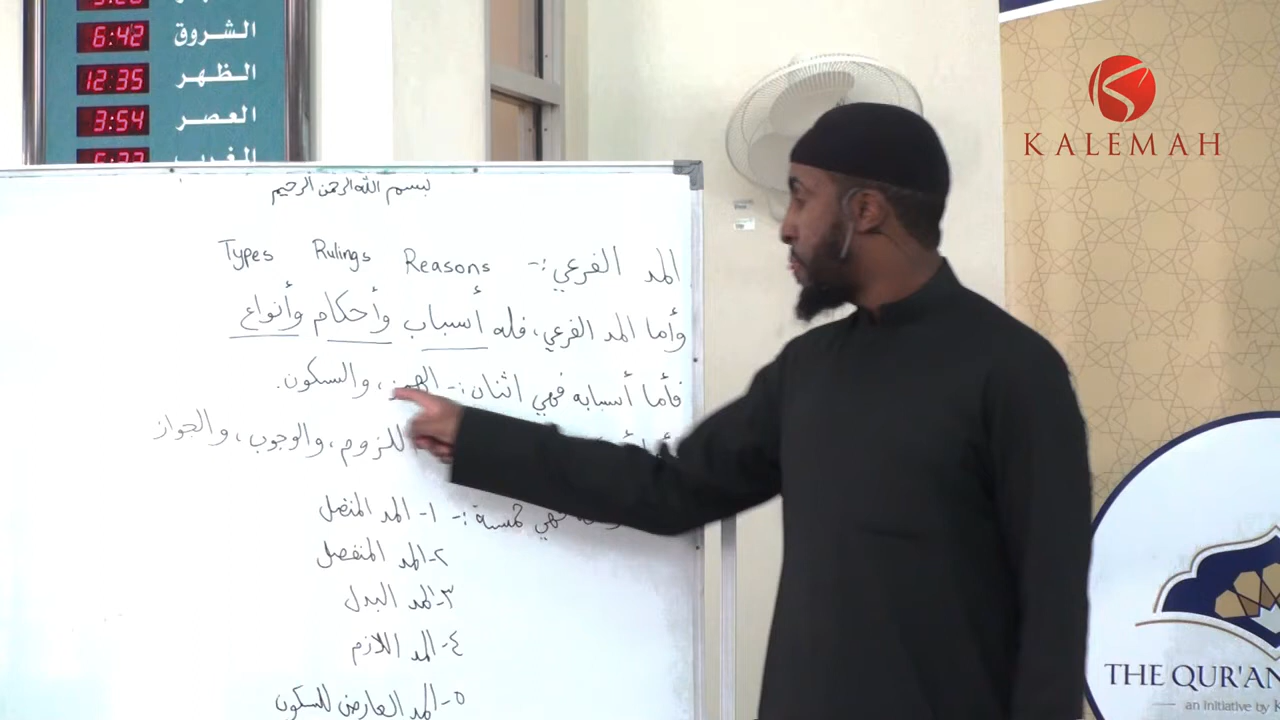 الشروق 6:42
الظهر 12:35
العصر 3:54
المغرب
KALEMAH
بسم الله الرحمن الرحيم
Types Rulings Reasons
المد الفرعي :-
وأما المد الفرعي، فله أسباب وأحكام وأنواع
فأما أسبابه فهي اثنان :- الهمز، والسكون.
اللزوم، والوجوب، والجواز
فهي خمسة :- ١- المد المتصل
٢- المد المنفصل
٣- المد البدل
٤- المد اللازم
٥- المد العارض للسكون
THE QUR'AN
an initiative by K